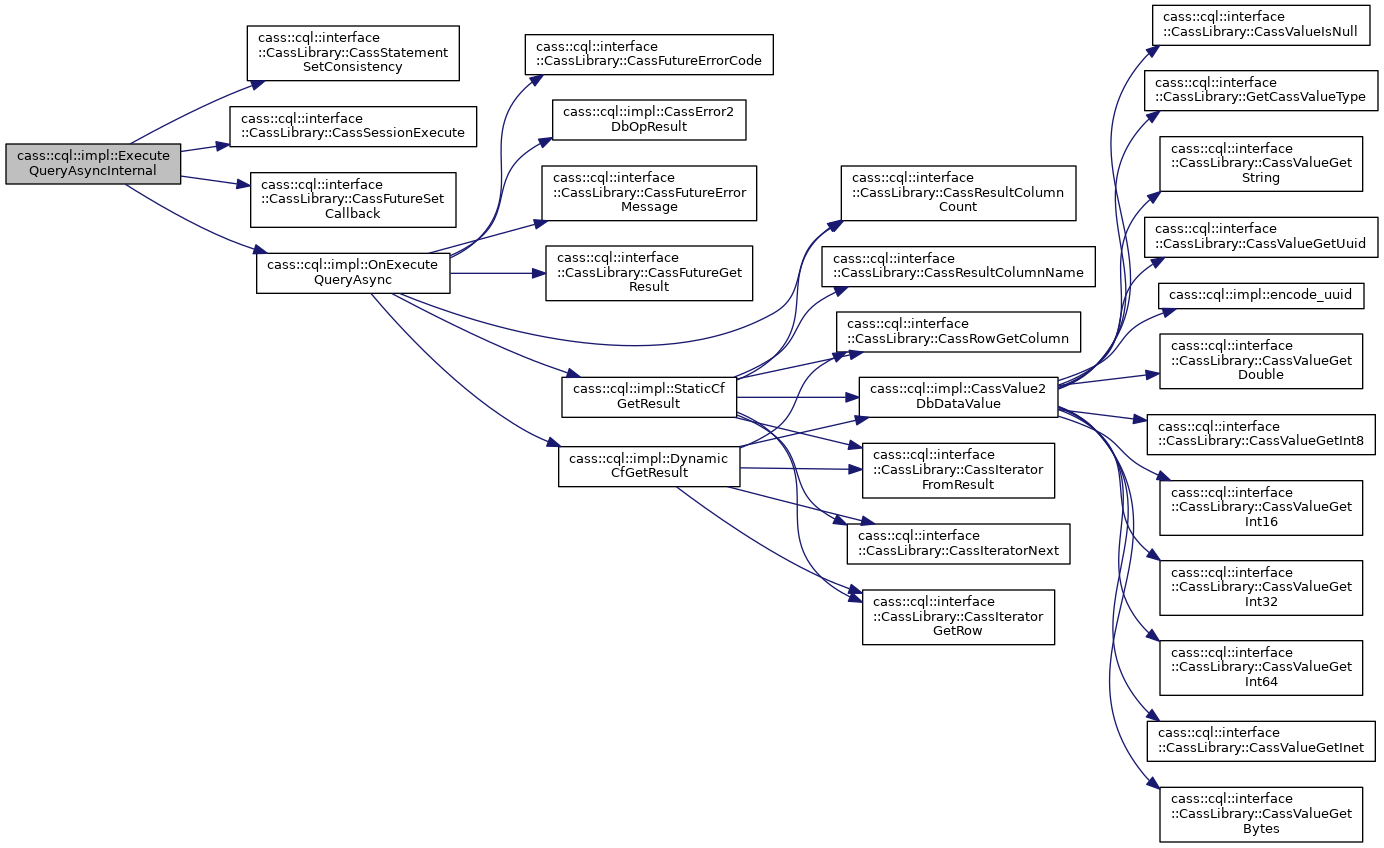 cass::cql::impl::Execute
QueryAsyncInternal
cass::cql::interface
::CassLibrary::CassStatement
SetConsistency
cass::cql::interface
::CassLibrary::CassSessionExecute
cass::cql::interface
::CassLibrary::CassFutureSet
Callback
cass::cql::impl::OnExecute
QueryAsync
cass::cql::interface
::CassLibrary::CassFutureErrorCode
cass::cql::impl::CassError2
DbOpResult
cass::cql::interface
::CassLibrary::CassFutureError
Message
cass::cql::interface
::CassLibrary::CassFutureGet
Result
cass::cql::impl::StaticCf
GetResult
cass::cql::impl::Dynamic
CfGetResult
cass::cql::interface
::CassLibrary::CassResultColumn
Count
cass::cql::interface
::CassLibrary::CassResultColumnName
cass::cql::interface
::CassLibrary::CassRowGetColumn
cass::cql::impl::CassValue2
DbDataValue
cass::cql::interface
::CassLibrary::CassIterator
FromResult
cass::cql::interface
::CassLibrary::CassIteratorNext
cass::cql::interface
::CassLibrary::CassIterator
GetRow
cass::cql::interface
::CassLibrary::CassValueIsNull
cass::cql::interface
::CassLibrary::GetCassValueType
cass::cql::interface
::CassLibrary::CassValueGet
String
cass::cql::interface
::CassLibrary::CassValueGetUuid
cass::cql::impl::encode_uuid
cass::cql::interface
::CassLibrary::CassValueGet
Double
cass::cql::interface
::CassLibrary::CassValueGetInt8
cass::cql::interface
::CassLibrary::CassValueGet
Int16
cass::cql::interface
::CassLibrary::CassValueGet
Int32
cass::cql::interface
::CassLibrary::CassValueGet
Int64
cass::cql::interface
::CassLibrary::CassValueGetInet
cass::cql::interface
::CassLibrary::CassValueGet
Bytes